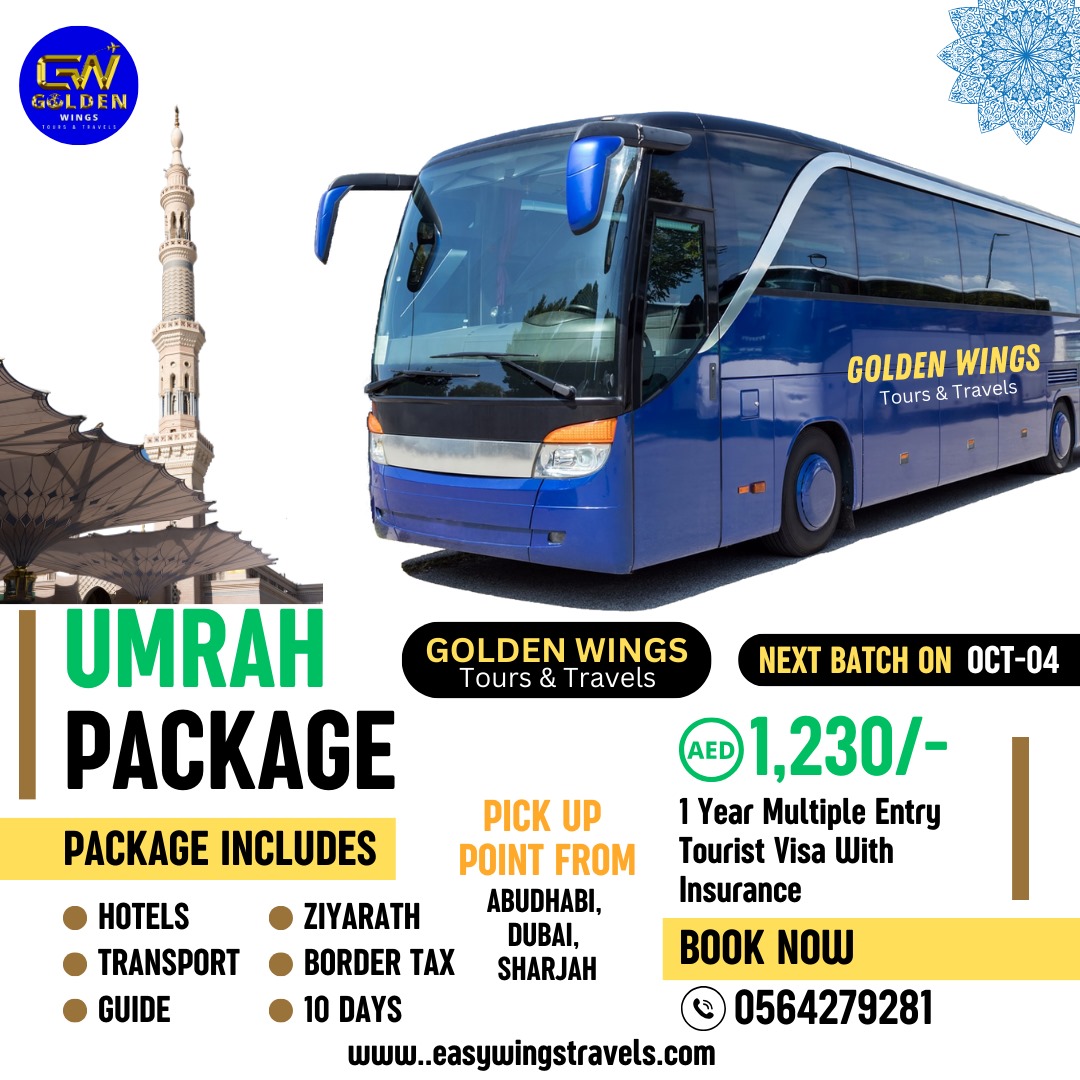 GW
GOLDEN
WINGS
TOURS & TRAVELS
GOLDEN WINGS
Tours & Travels
UMRAH
PACKAGE
GOLDEN WINGS
Tours & Travels
NEXT BATCH ON OCT-04
AED 1,230/-
1 Year Multiple Entry
Tourist Visa With
Insurance
PACKAGE INCLUDES
HOTELS
TRANSPORT
GUIDE
ZIYARATH
BORDER TAX
10 DAYS
PICK UP
POINT FROM
ABUDHABI,
DUBAI,
SHARJAH
BOOK NOW
0564279281
www..easywingstravels.com